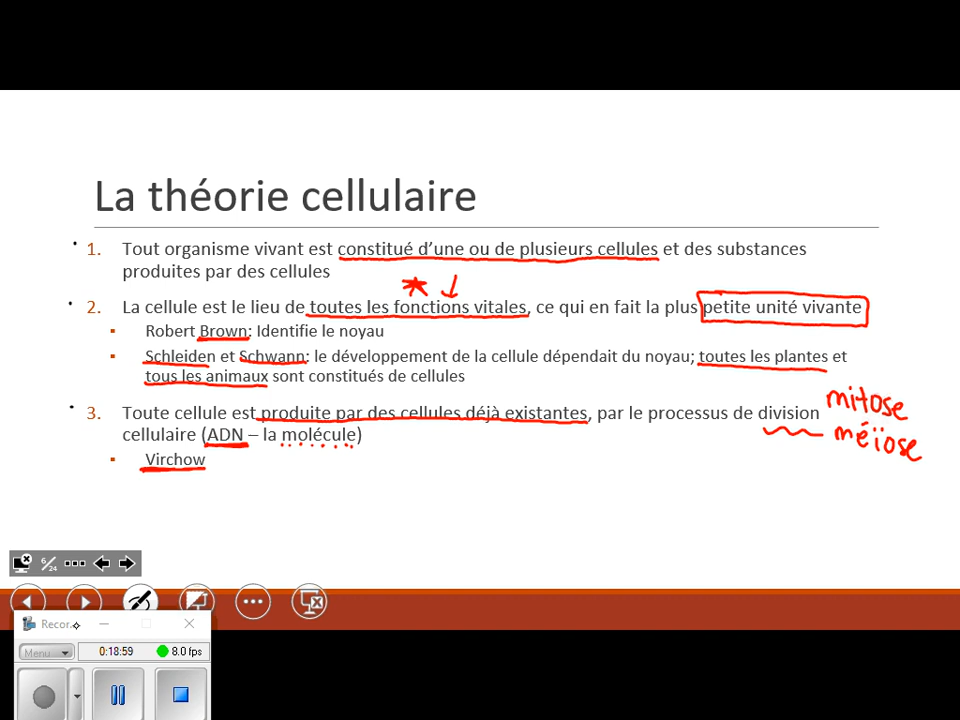 La théorie cellulaire
1. Tout organisme vivant est constitué d'une ou de plusieurs cellules et des substances
produites par des cellules
2. La cellule est le lieu de toutes les fonctions vitales, ce qui en fait la plus petite unité vivante
▪ Robert Brown: Identifie le noyau
▪ Schleiden et Schwann: le développement de la cellule dépendait du noyau; toutes les plantes et
tous les animaux sont constitués de cellules
3. Toute cellule est produite par des cellules déjà existantes, par le processus de division
mitose
cellulaire (ADN – la molécule)
méïose
▪ Virchow
6/24
Recor...
Menu
0:18:59
8.0 fps